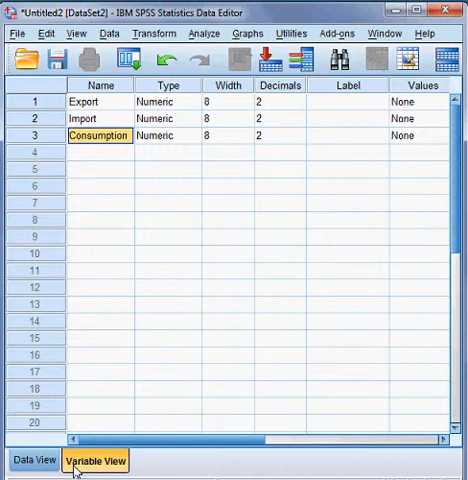 *Untitled2 [DataSet2] - IBM SPSS Statistics Data Editor
File Edit View Data Transform Analyze Graphs Utilities Add-ons Window Help
Name Type Width Decimals Label Values
1 Export Numeric 8 2 None
2 Import Numeric 8 2 None
3 Consumption Numeric 8 2 None
4
5
6
7
8
9
10
11
12
13
14
15
16
17
18
19
20
Data View Variable View